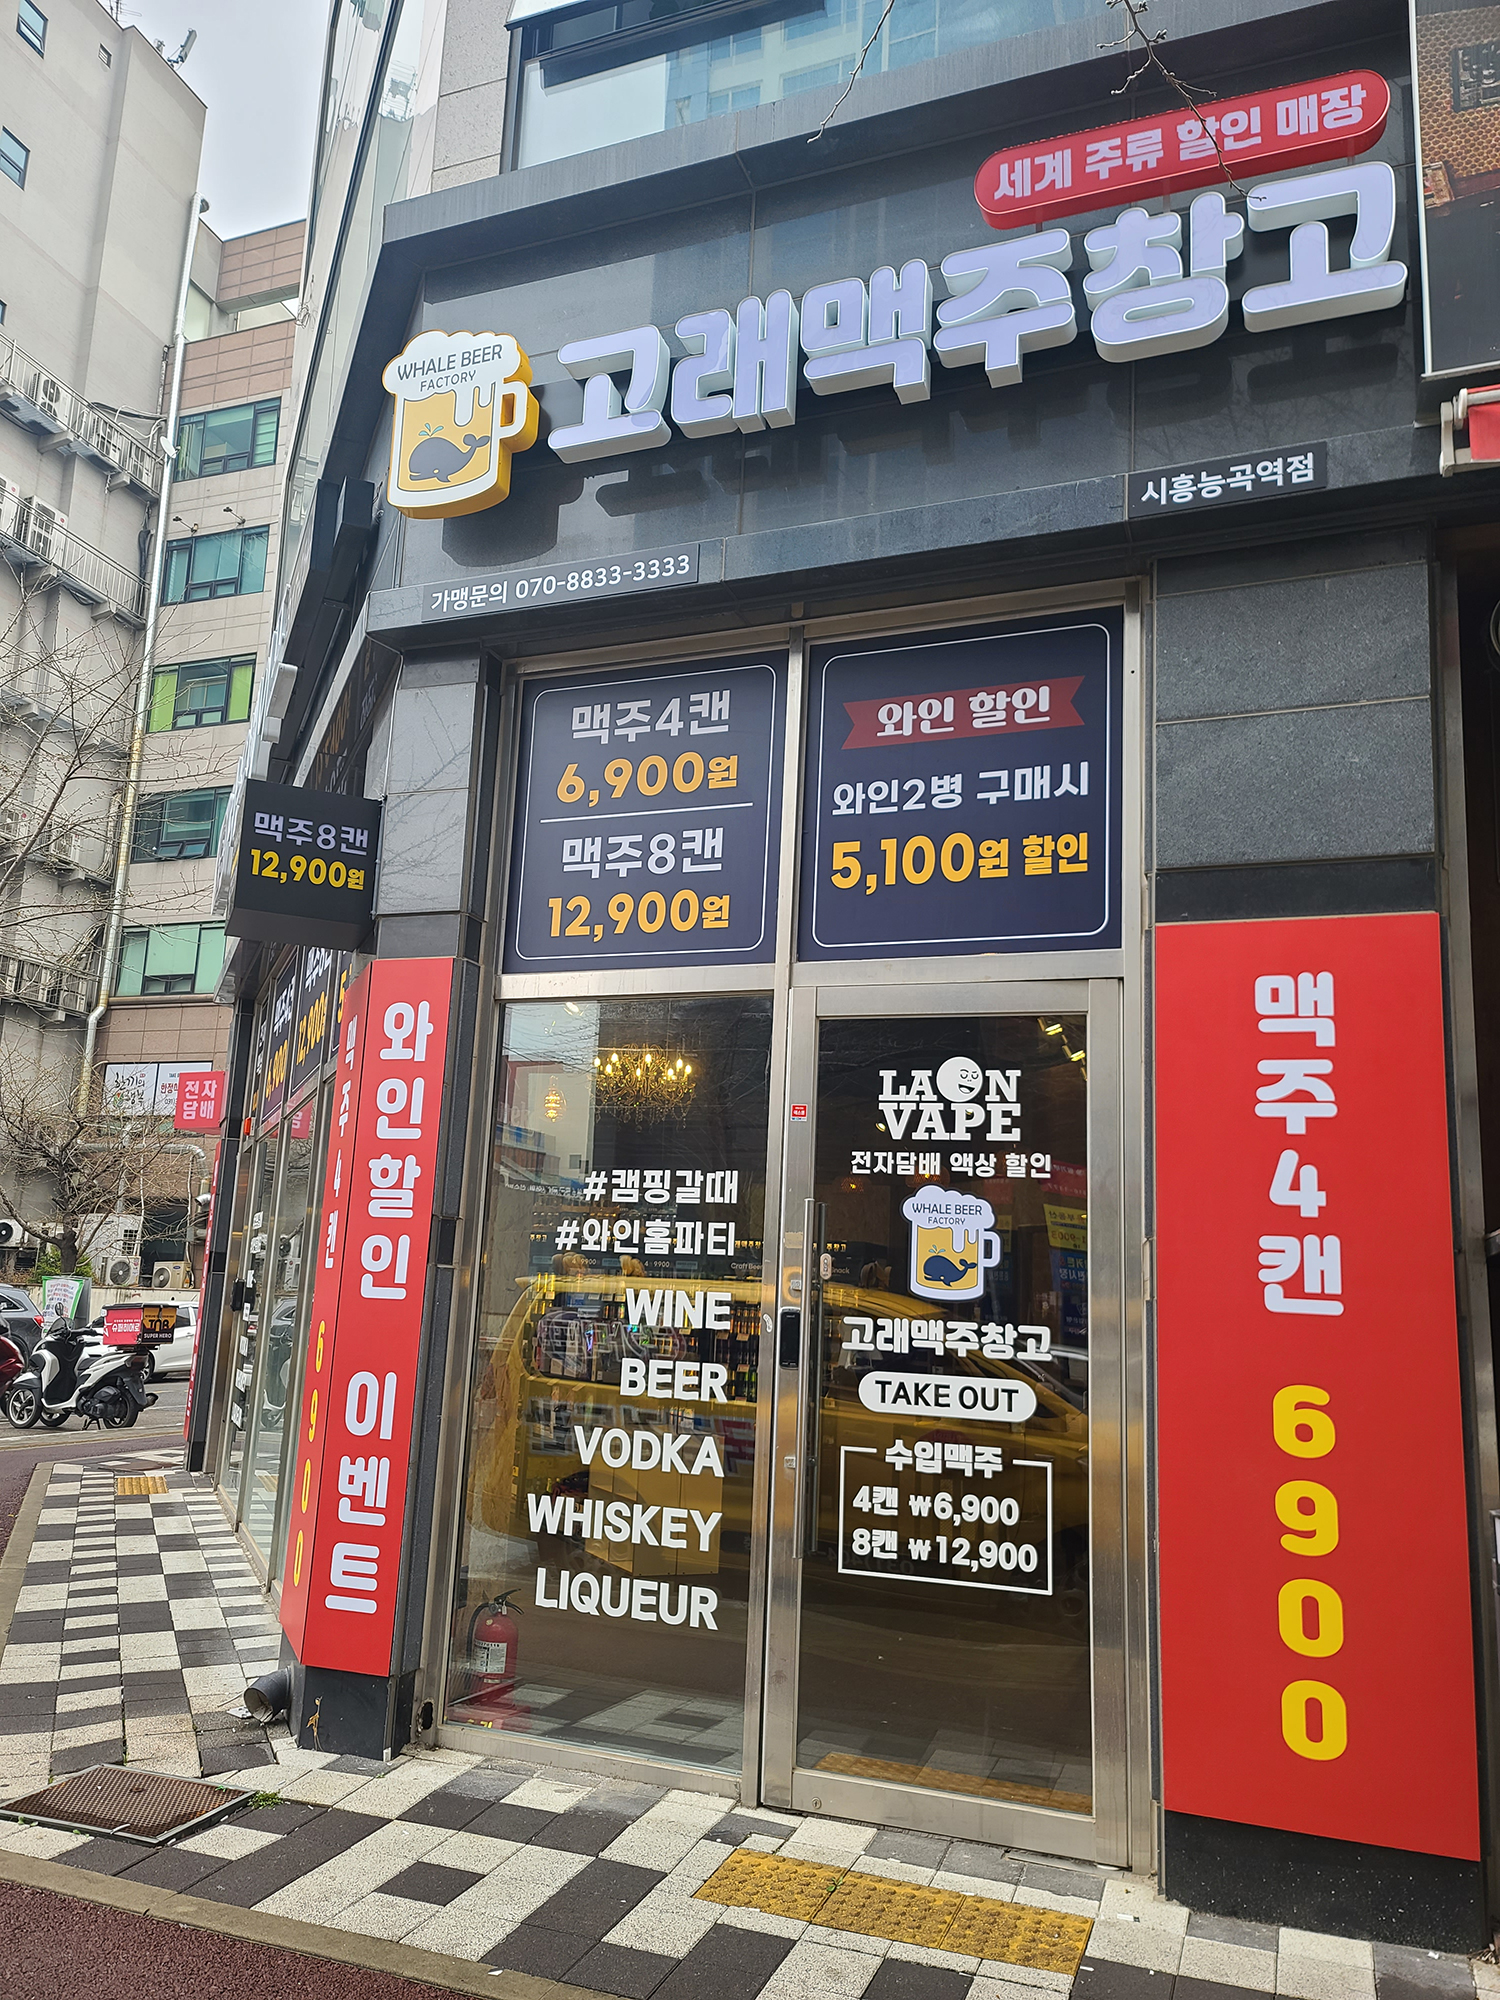 세계 주류 할인 매장
고래맥주창고
WHALE BEER
FACTORY
시흥능곡역점
가맹문의 070-8833-3333
맥주4캔
6,900원
맥주8캔
12,900원
와인 할인
와인2병 구매시
5,100원 할인
맥주8캔
12,900원
와인할인 이벤트
맥주4캔 6900
맥주4캔 6900
전자
담배
#캠핑갈때
#와인홈파티
WINE
BEER
VODKA
WHISKEY
LIQUEUR
LAON
VAPE
전자담배 액상 할인
WHALE BEER
FACTORY
고래맥주창고
TAKE OUT
수입맥주
4캔 ₩6,900
8캔 ₩12,900
슈퍼히어로
SUPER HERO